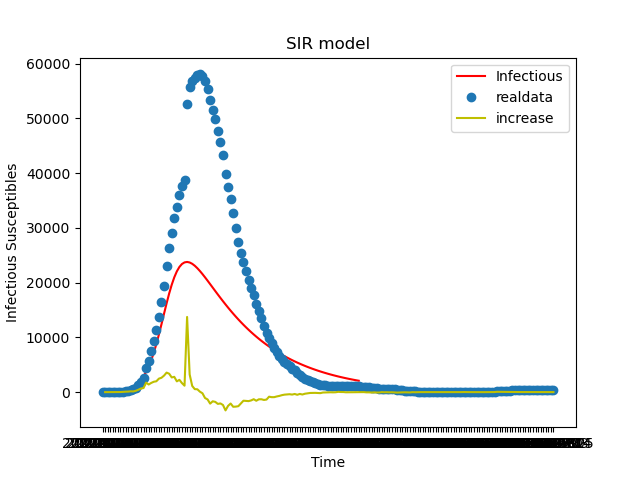 SIR model
Infectious
realdata
increase
60000
50000
40000
30000
20000
10000
0
Infectious Susceptibles
Time